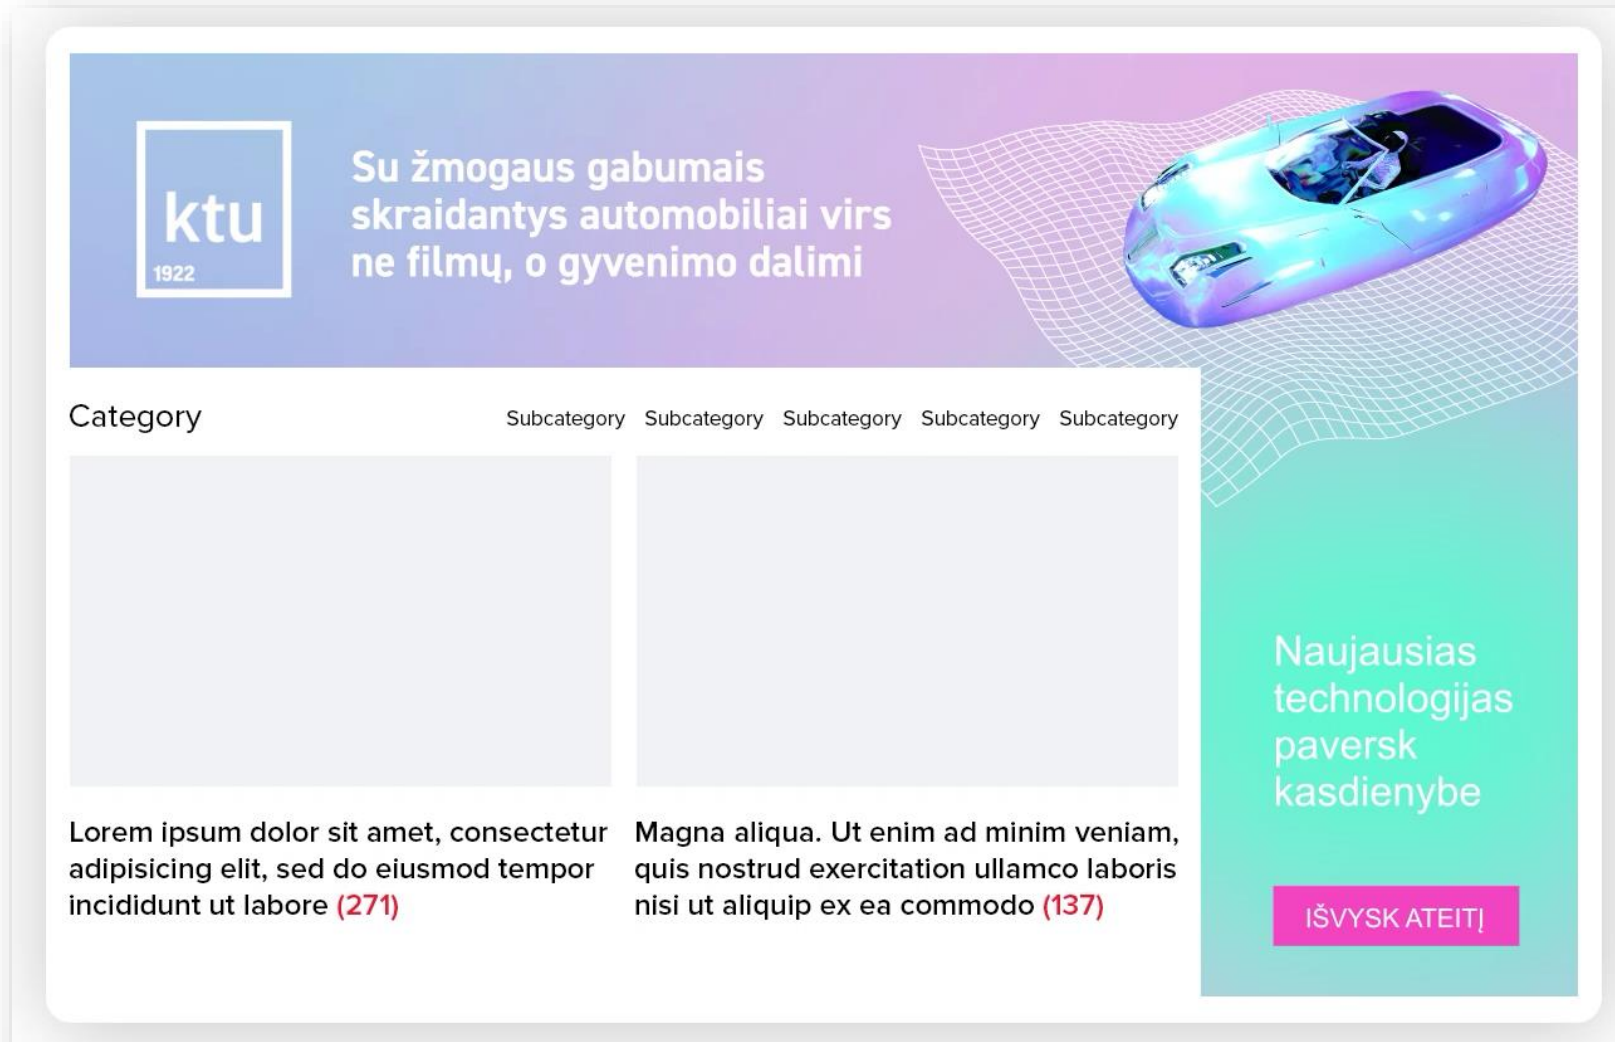 ktu
1922
Su žmogaus gabumais
skraidantys automobiliai virs
ne filmų, o gyvenimo dalimi
Category
Subcategory Subcategory Subcategory Subcategory Subcategory
Lorem ipsum dolor sit amet, consectetur
adipisicing elit, sed do eiusmod tempor
incididunt ut labore (271)
Magna aliqua. Ut enim ad minim veniam,
quis nostrud exercitation ullamco laboris
nisi ut aliquip ex ea commodo (137)
Naujausias
technologijas
paversk
kasdienybe
IŠVYSK ATEITĮ